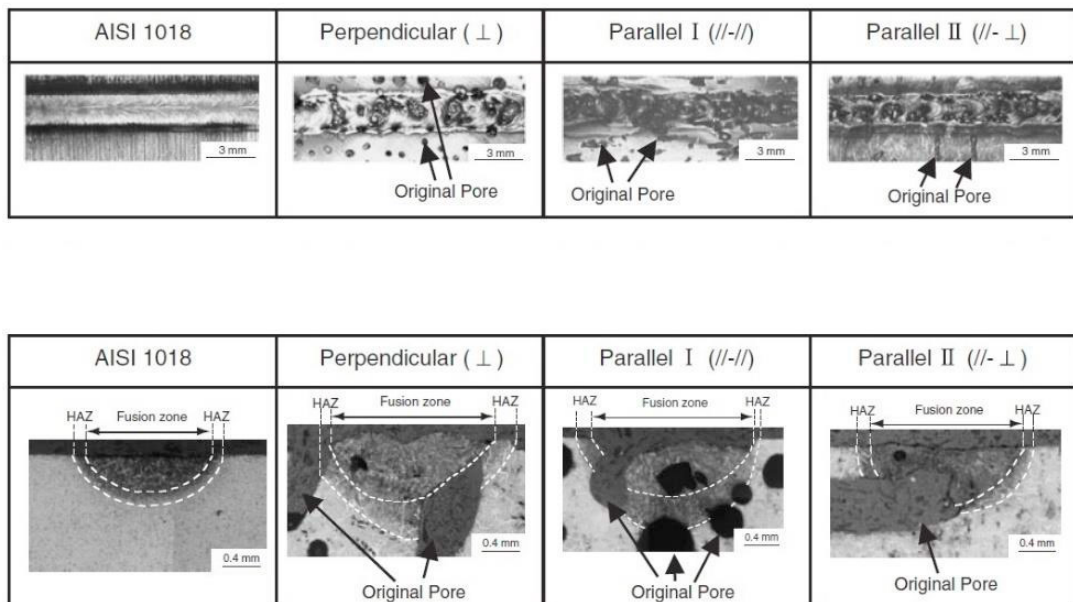 AISI 1018
Perpendicular ( ⊥ )
Parallel Ⅰ (//-//)
Parallel Ⅱ (//- ⊥)
3 mm
3 mm
3 mm
3 mm
Original Pore
Original Pore
Original Pore
AISI 1018
Perpendicular ( ⊥ )
Parallel Ⅰ (//-//)
Parallel Ⅱ (//- ⊥)
HAZ Fusion zone HAZ
HAZ Fusion zone HAZ
HAZ Fusion zone HAZ
HAZ Fusion zone HAZ
0.4 mm
0.4 mm
0.4 mm
0.4 mm
Original Pore
Original Pore
Original Pore